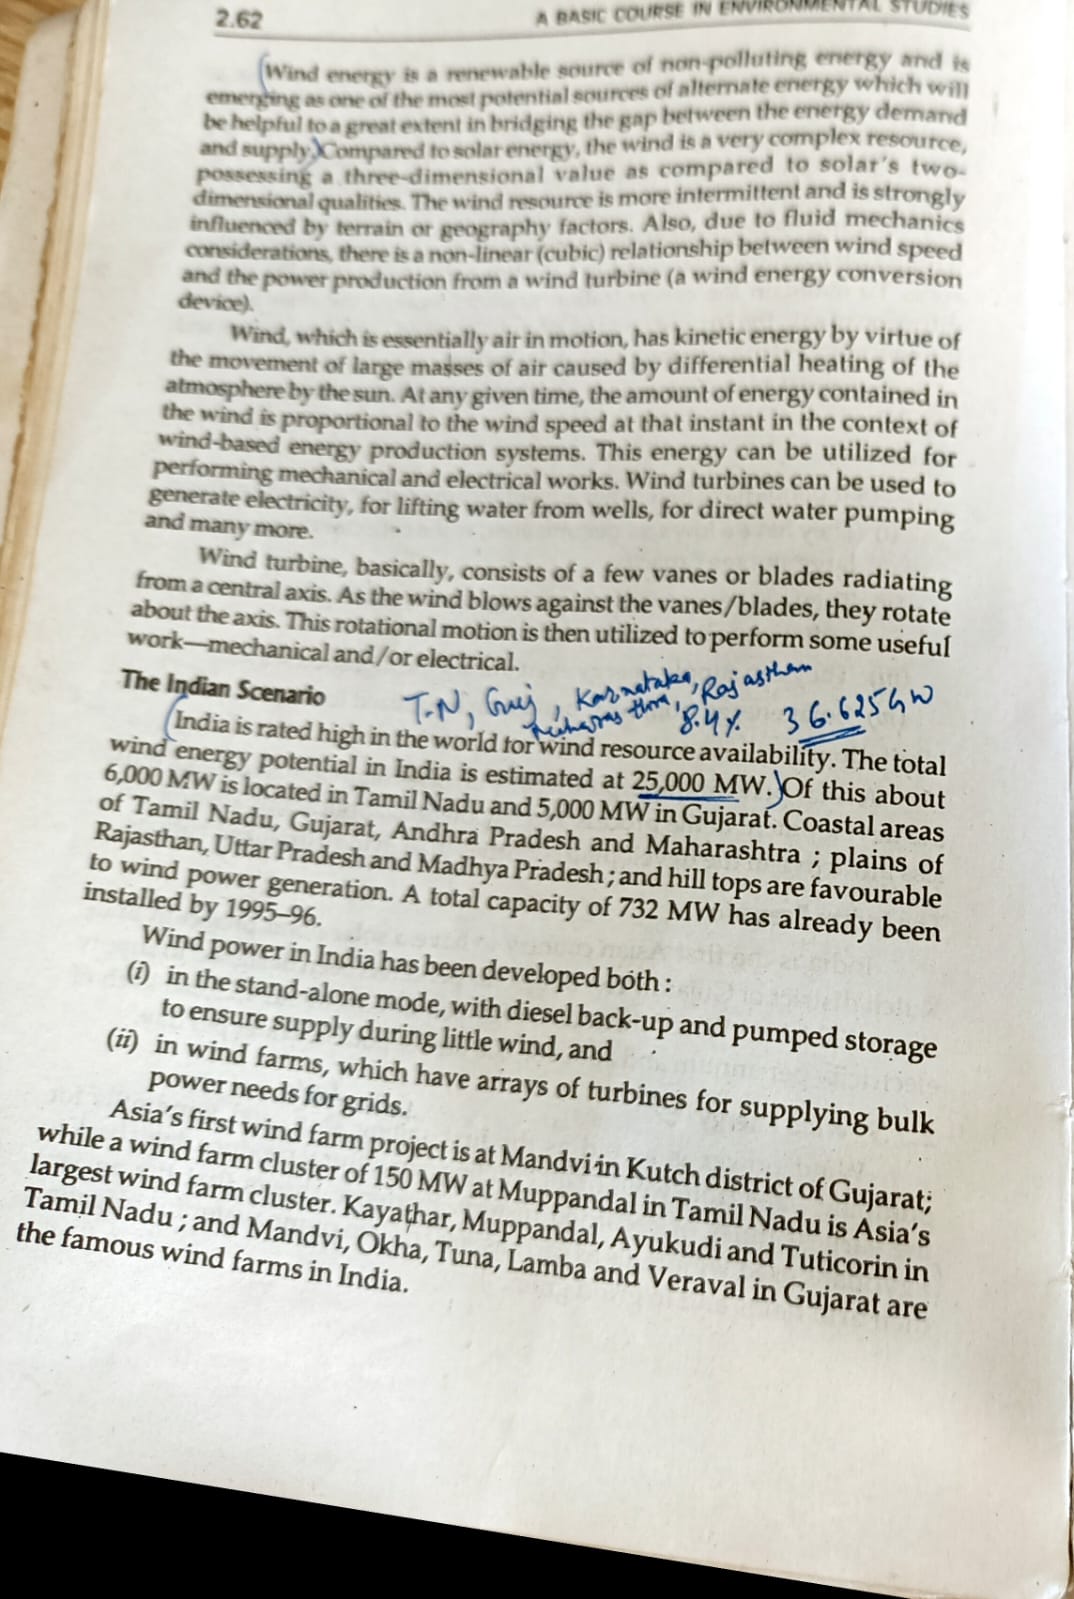 2.62
A BASIC COURSE IN ENVIRONMENTAL STUDIES
Wind energy is a renewable source of non-polluting energy and is
emerging as one of the most potential sources of alternate energy which will
be helpful to a great extent in bridging the gap between the energy demand
and supply. Compared to solar energy, the wind is a very complex resource,
possessing a three-dimensional value as compared to solar's two-
dimensional qualities. The wind resource is more intermittent and is strongly
influenced by terrain or geography factors. Also, due to fluid mechanics
considerations, there is a non-linear (cubic) relationship between wind speed
and the power production from a wind turbine (a wind energy conversion
device).
Wind, which is essentially air in motion, has kinetic energy by virtue of
the movement of large masses of air caused by differential heating of the
atmosphere by the sun. At any given time, the amount of energy contained in
the wind is proportional to the wind speed at that instant in the context of
wind-based energy production systems. This energy can be utilized for
performing mechanical and electrical works. Wind turbines can be used to
generate electricity, for lifting water from wells, for direct water pumping
and many more.
Wind turbine, basically, consists of a few vanes or blades radiating
from a central axis. As the wind blows against the vanes/blades, they rotate
about the axis. This rotational motion is then utilized to perform some useful
work—mechanical and/or electrical.
The Indian Scenario
T.N, Guj, Karnataka, Rajasthan
8.4% 36.625GW
India is rated high in the world for wind resource availability. The total
wind energy potential in India is estimated at 25,000 MW. Of this about
6,000 MW is located in Tamil Nadu and 5,000 MW in Gujarat. Coastal areas
of Tamil Nadu, Gujarat, Andhra Pradesh and Maharashtra ; plains of
Rajasthan, Uttar Pradesh and Madhya Pradesh ; and hill tops are favourable
to wind power generation. A total capacity of 732 MW has already been
installed by 1995–96.
Wind power in India has been developed both :
(i) in the stand-alone mode, with diesel back-up and pumped storage
to ensure supply during little wind, and
(ii) in wind farms, which have arrays of turbines for supplying bulk
power needs for grids.
Asia's first wind farm project is at Mandvi in Kutch district of Gujarat;
while a wind farm cluster of 150 MW at Muppandal in Tamil Nadu is Asia's
largest wind farm cluster. Kayathar, Muppandal, Ayukudi and Tuticorin in
Tamil Nadu ; and Mandvi, Okha, Tuna, Lamba and Veraval in Gujarat are
the famous wind farms in India.